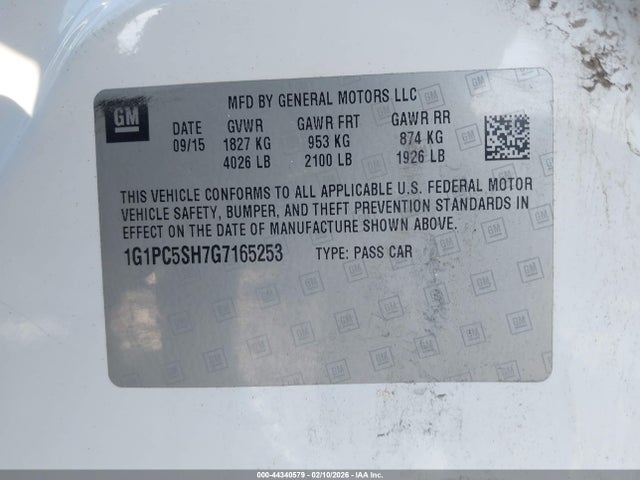 GM
MFD BY GENERAL MOTORS LLC
DATE GVWR GAWR FRT GAWR RR
09/15 1827 KG 953 KG 874 KG
4026 LB 2100 LB 1926 LB
THIS VEHICLE CONFORMS TO ALL APPLICABLE U.S. FEDERAL MOTOR
VEHICLE SAFETY, BUMPER, AND THEFT PREVENTION STANDARDS IN
EFFECT ON THE DATE OF MANUFACTURE SHOWN ABOVE.
1G1PC5SH7G7165253 TYPE: PASS CAR
000-44340579 - 02/10/2026 - IAAI.COM